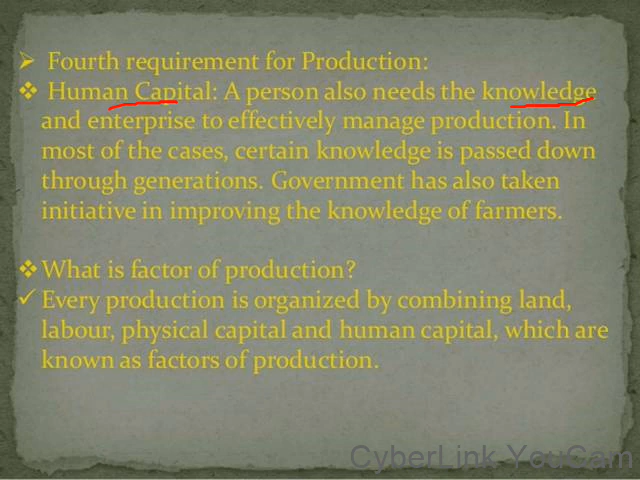 ➢ Fourth requirement for Production:
❖ Human Capital: A person also needs the knowledge
and enterprise to effectively manage production. In
most of the cases, certain knowledge is passed down
through generations. Government has also taken
initiative in improving the knowledge of farmers.
❖ What is factor of production?
✓ Every production is organized by combining land,
labour, physical capital and human capital, which are
known as factors of production.
CyberLink YouCam